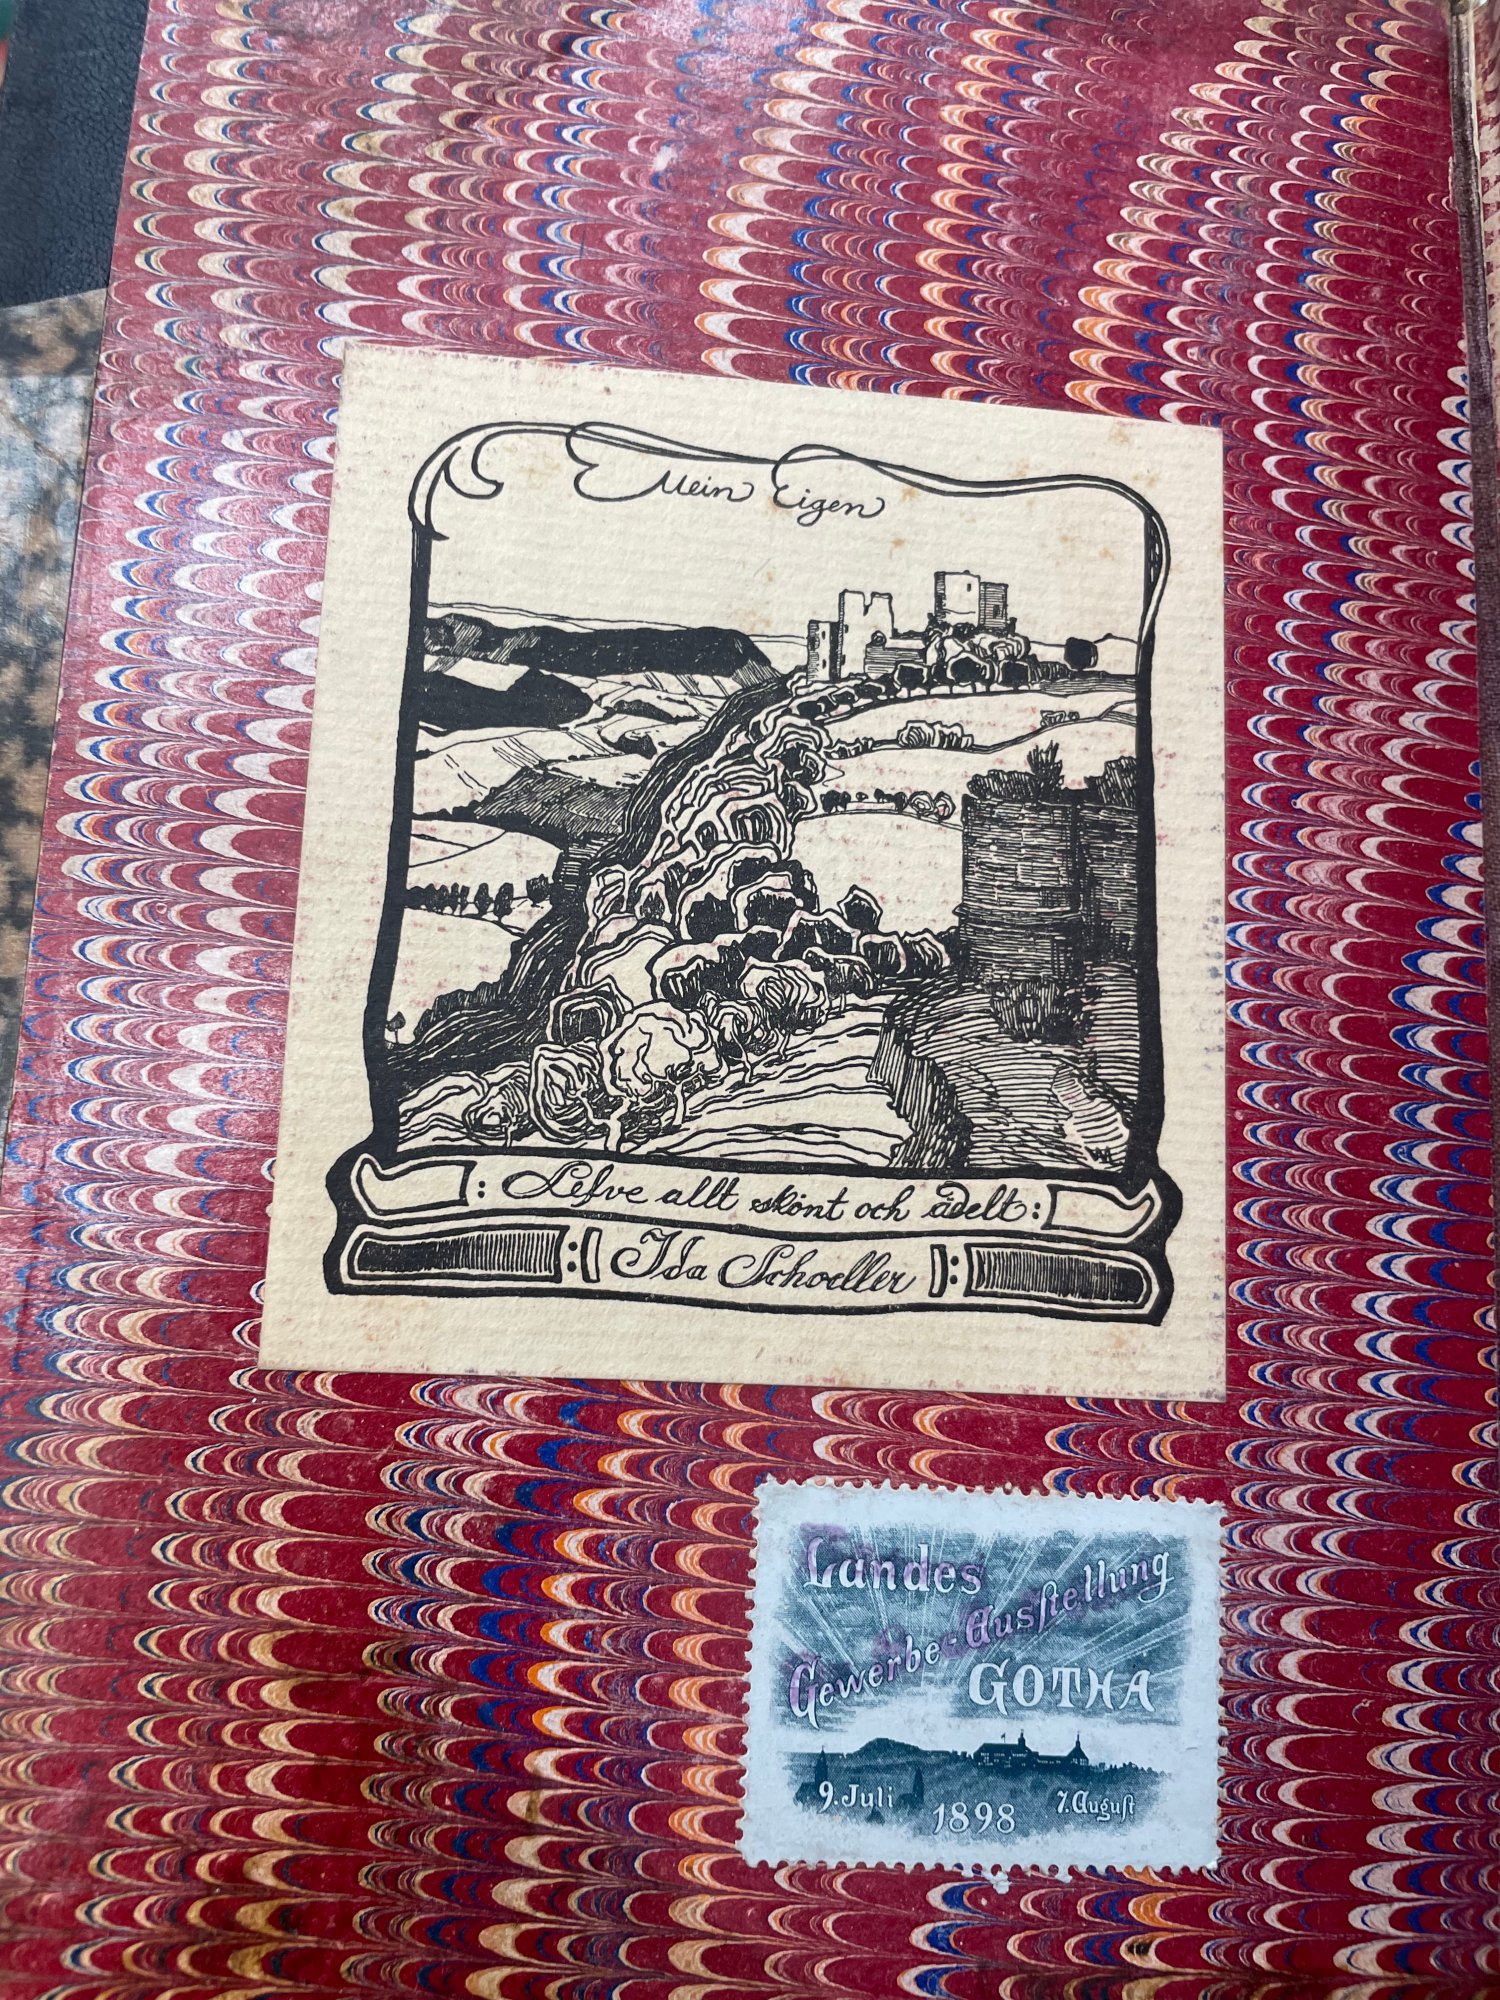 Mein Eigen
: Lefve allt skönt och ädelt :
: Ida Schoeller :
Landes
Gewerbe-Ausſtellung
GOTHA
9. Juli 1898 7. Auguſt